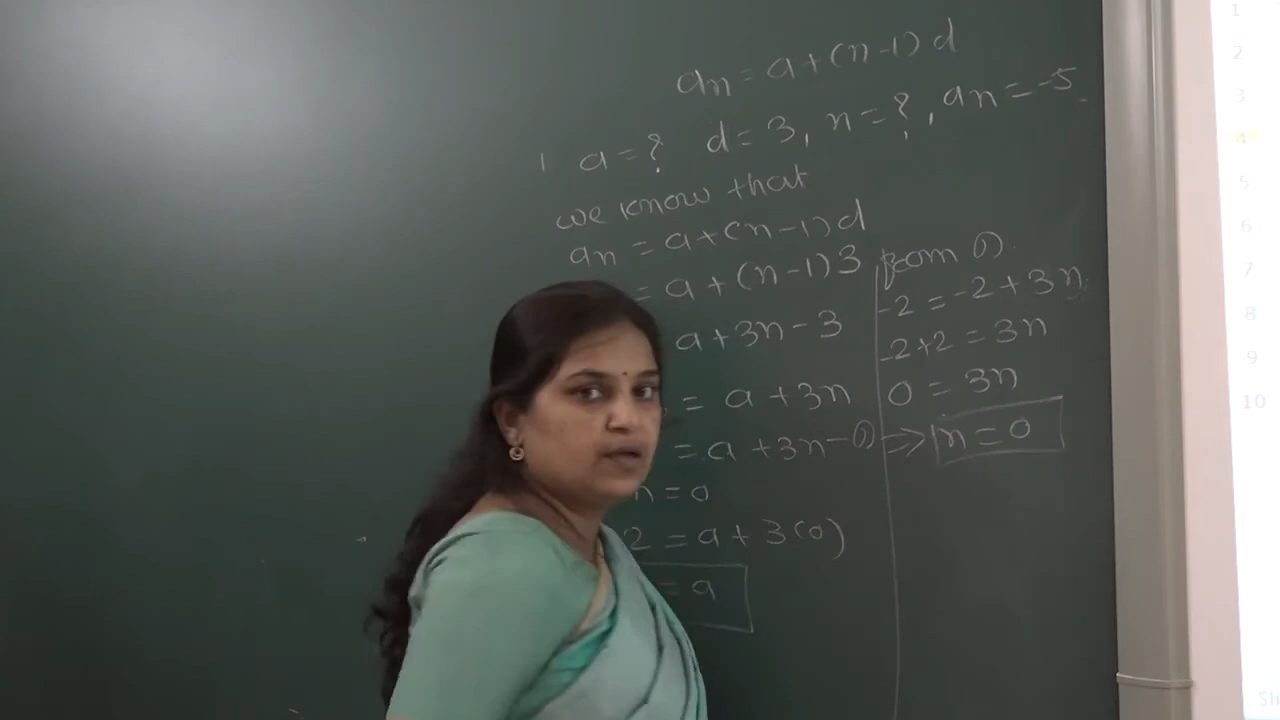 an = a+(n-1)d
1 a=? d=3, n=?, an=-5
we know that
an = a+(n-1)d
= a+(n-1)3
a+3n-3
= a+3n
= a+3n-①
n=0
2 = a+3(0)
= a
from ①.
-2 = -2+3n
-2+2 = 3n
0 = 3n
=> n=0
1
2
3
4
5
6
7
8
9
10